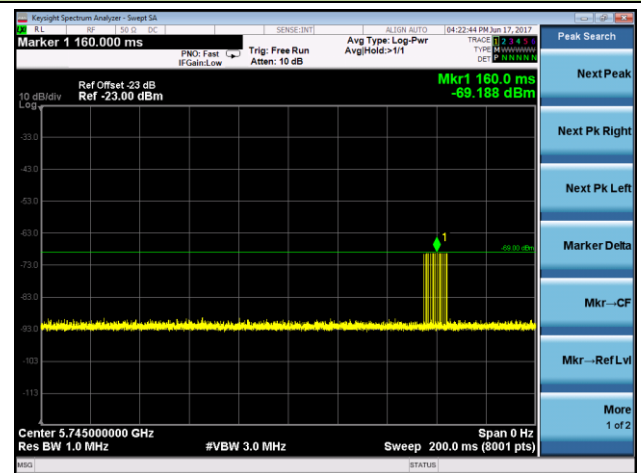 Keysight Spectrum Analyzer - Swept SA
RL RF 50 Ω DC SENSE:INT ALIGN AUTO 04:22:44 PM Jun 17, 2017
Marker 1 160.000 ms
PNO: Fast
IFGain:Low
Trig: Free Run
Atten: 10 dB
Avg Type: Log-Pwr
Avg|Hold:>1/1
TRACE 1 2 3 4 5 6
TYPE M WWWWW
DET P N N N N N
Peak Search
Next Peak
Next Pk Right
Next Pk Left
Marker Delta
Mkr→CF
Mkr→Ref Lvl
More
1 of 2
Ref Offset -23 dB
10 dB/div Ref -23.00 dBm
Log
Mkr1 160.0 ms
-69.188 dBm
-33.0
-43.0
-53.0
-63.0
-73.0
-83.0
-93.0
-103
-113
1
-69.00 dBm
Center 5.745000000 GHz Span 0 Hz
Res BW 1.0 MHz #VBW 3.0 MHz Sweep 200.0 ms (8001 pts)
MSG STATUS